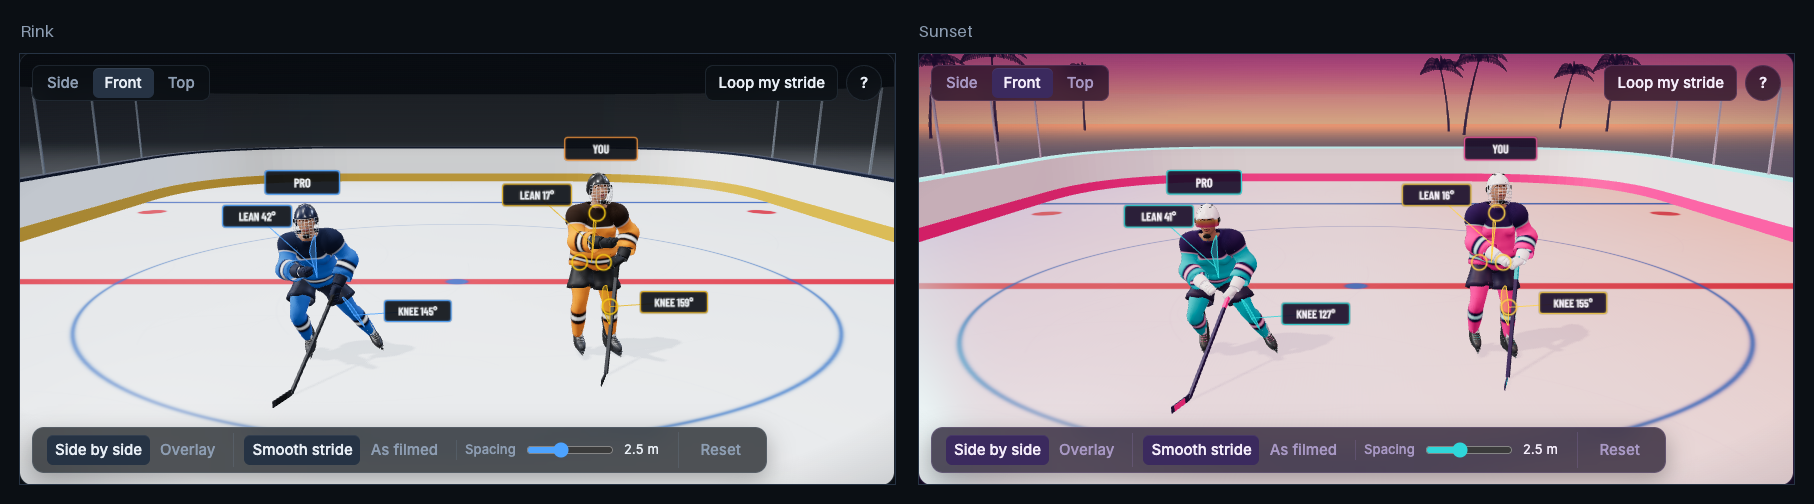 Rink
Side Front Top
Loop my stride ?
YOU
PRO
LEAN 17°
LEAN 42°
KNEE 159°
KNEE 145°
Side by side Overlay Smooth stride As filmed Spacing 2.5 m Reset
Sunset
Side Front Top
Loop my stride ?
YOU
PRO
LEAN 16°
LEAN 41°
KNEE 155°
KNEE 127°
Side by side Overlay Smooth stride As filmed Spacing 2.5 m Reset